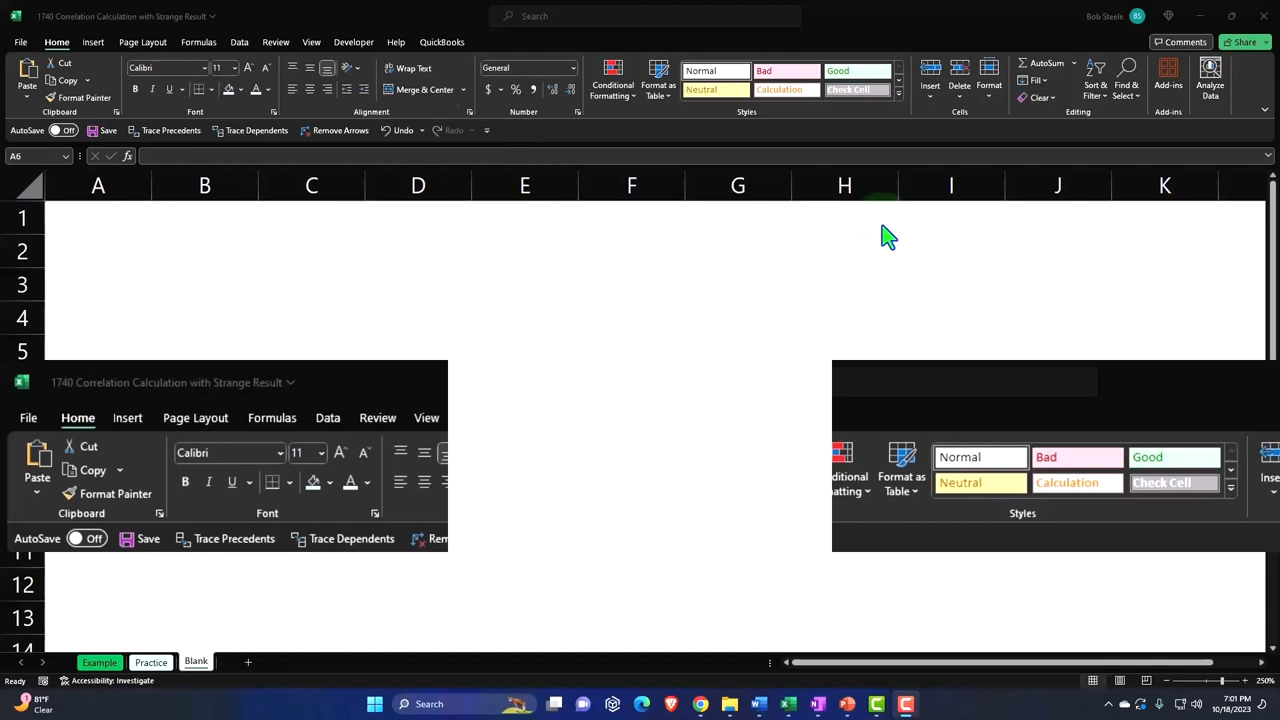 1740 Correlation Calculation with Strange Result
Search
Bob Steele BS
File Home Insert Page Layout Formulas Data Review View Developer Help QuickBooks
Comments Share
Paste
Cut
Copy
Format Painter
Clipboard
Calibri 11
B I U
Font
Wrap Text
Merge & Center
Alignment
General
Number
Conditional Formatting
Format as Table
Normal Bad Good
Neutral Calculation Check Cell
Styles
Insert Delete Format
Cells
AutoSum
Fill
Clear
Sort & Filter
Find & Select
Editing
Add-ins
Add-ins
Analyze Data
AutoSave Off Save Trace Precedents Trace Dependents Remove Arrows Undo Redo
A6 fx
A B C D E F G H I J K
1
2
3
4
5
1740 Correlation Calculation with Strange Result
File Home Insert Page Layout Formulas Data Review View
Paste
Cut
Copy
Format Painter
Clipboard
Calibri 11
B I U
Font
ditional
atting
Format as Table
Normal Bad Good
Neutral Calculation Check Cell
Styles
Inse
AutoSave Off Save Trace Precedents Trace Dependents Rem
12
13
14
Example Practice Blank
Ready Accessibility: Investigate 250%
1 81°F
Clear
Search
7:01 PM
10/18/2023